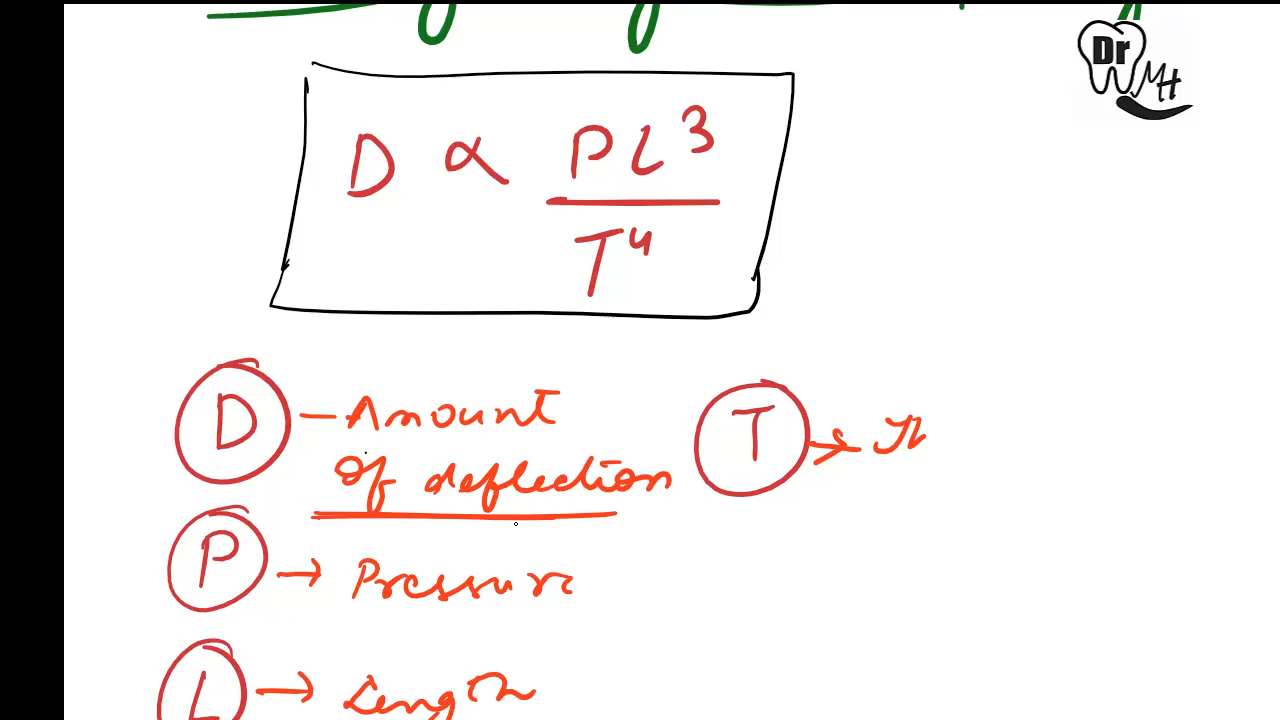 Dr
MH
D ∝ PL³
T⁴
D – Amount
of deflection
T →
P → Pressure
L → Length